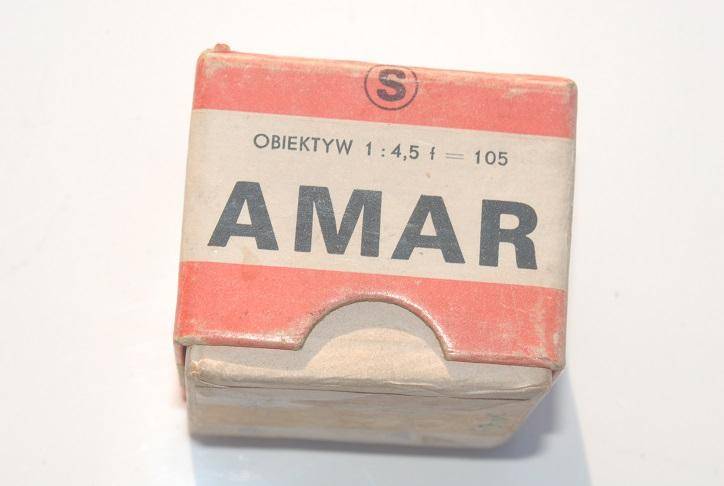 S
OBIEKTYW 1 : 4,5 f = 105
AMAR